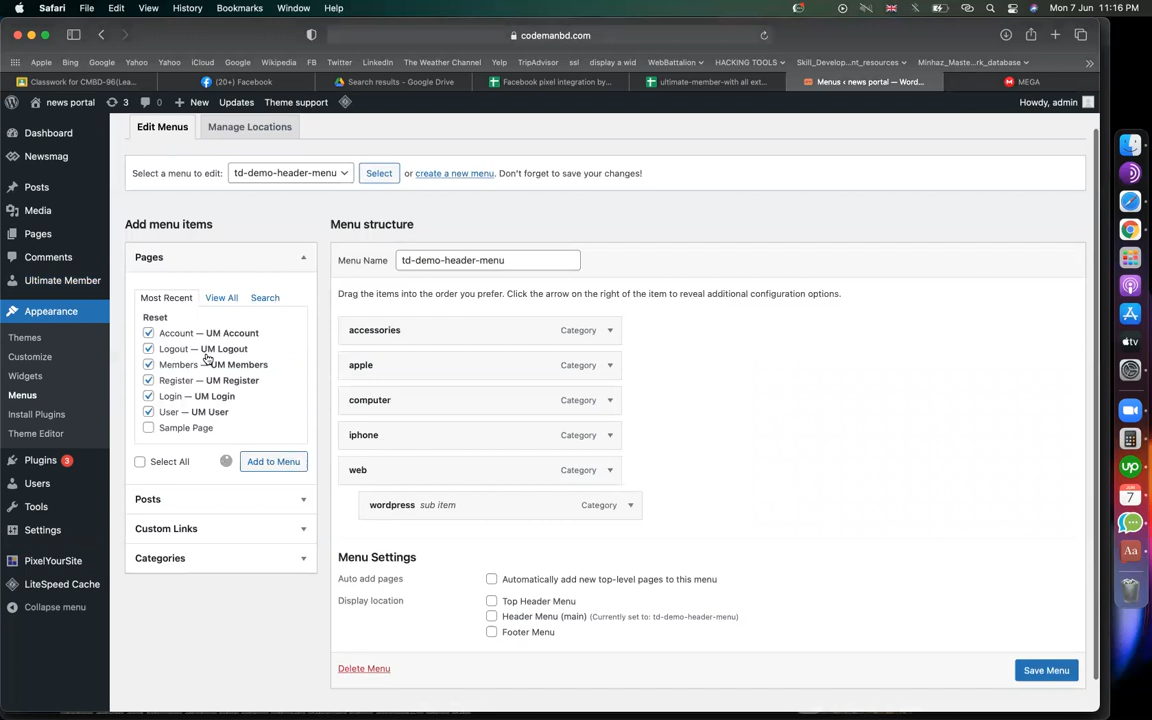 Safari File Edit View History Bookmarks Window Help Mon 7 Jun 11:16 PM
codemanbd.com
Apple Bing Google Yahoo Yahoo iCloud Google Wikipedia Facebook Twitter LinkedIn The Weather Channel Yelp TripAdvisor ssl display a wid WebBattalion HACKING TOOLS Skill_Develop...nt_resources Minhaz_Maste...rk_database
Classwork for CMBD-96(Lea... (20+) Facebook Search results - Google Drive Facebook pixel integration by... ultimate-member-with all ext... Menus ‹ news portal — Word... MEGA
news portal 3 0 New Updates Theme support Howdy, admin
Dashboard
Newsmag
Posts
Media
Pages
Comments
Ultimate Member
Appearance
Themes
Customize
Widgets
Menus
Install Plugins
Theme Editor
Plugins 3
Users
Tools
Settings
PixelYourSite
LiteSpeed Cache
Collapse menu
Edit Menus Manage Locations
Select a menu to edit: td-demo-header-menu Select or create a new menu. Don't forget to save your changes!
Add menu items
Pages
Most Recent View All Search
Reset
Account — UM Account
Logout — UM Logout
Members — UM Members
Register — UM Register
Login — UM Login
User — UM User
Sample Page
Select All Add to Menu
Posts
Custom Links
Categories
Menu structure
Menu Name td-demo-header-menu
Drag the items into the order you prefer. Click the arrow on the right of the item to reveal additional configuration options.
accessories Category
apple Category
computer Category
iphone Category
web Category
wordpress sub item Category
Menu Settings
Auto add pages Automatically add new top-level pages to this menu
Display location Top Header Menu
Header Menu (main) (Currently set to: td-demo-header-menu)
Footer Menu
Delete Menu Save Menu
tv
up
JUN
7
Aa